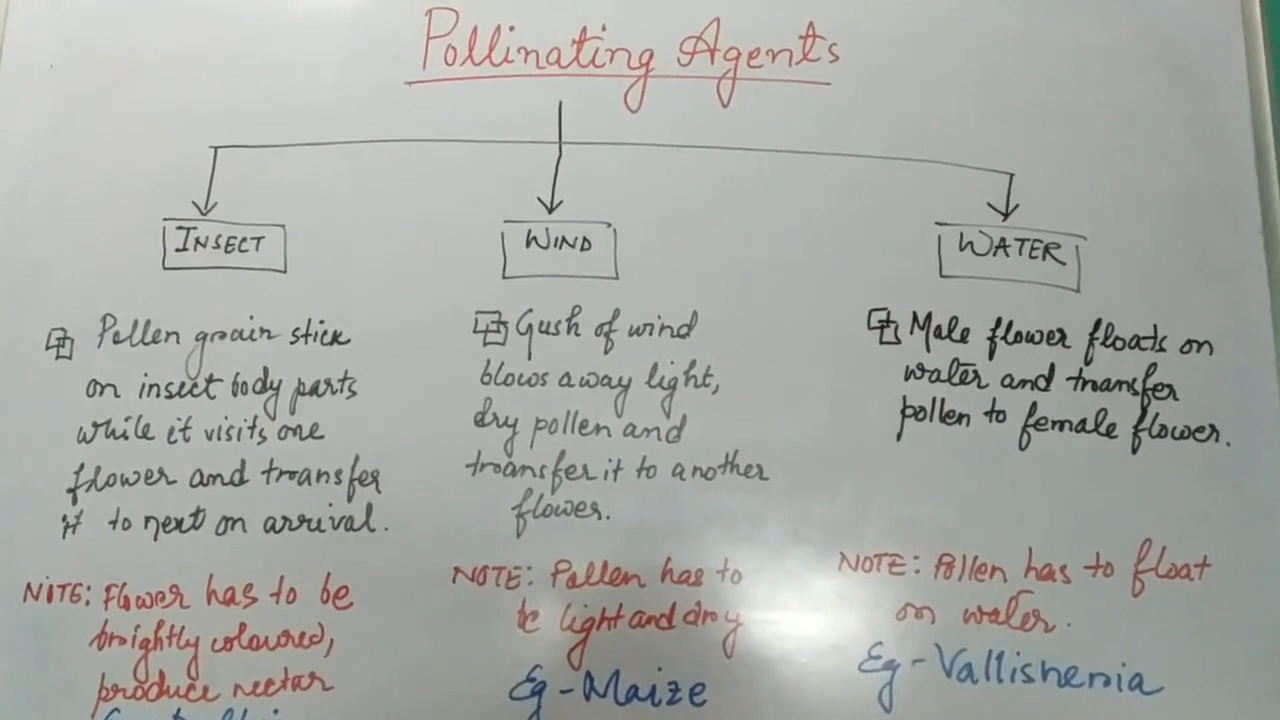 Pollinating Agents
INSECT
Pollen grain stick
on insect body parts
while it visits one
flower and transfer
it to next on arrival.
NOTE: Flower has to be
brightly coloured,
produce nectar
WIND
Gush of wind
blows away light,
dry pollen and
transfer it to another
flower.
NOTE: Pollen has to
be light and dry
Eg - Maize
WATER
Male flower floats on
water and transfer
pollen to female flower.
NOTE: Pollen has to float
on water.
Eg - Vallisneria